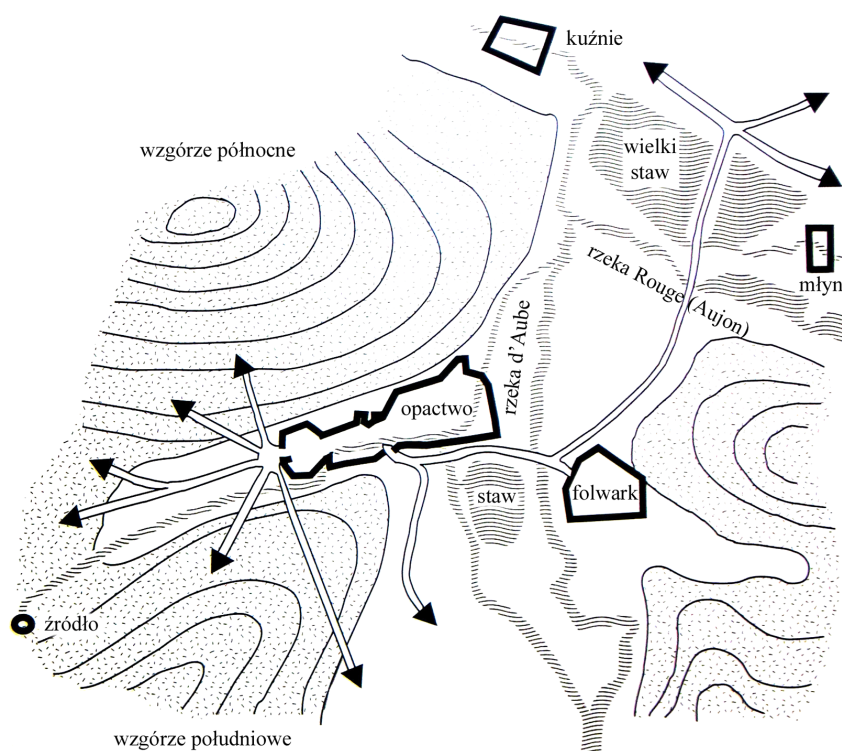 kuźnie
wzgórze północne
wielki
staw
rzeka Rouge (Aujon)
młyn
rzeka d’Aube
opactwo
staw
folwark
źródło
wzgórze południowe